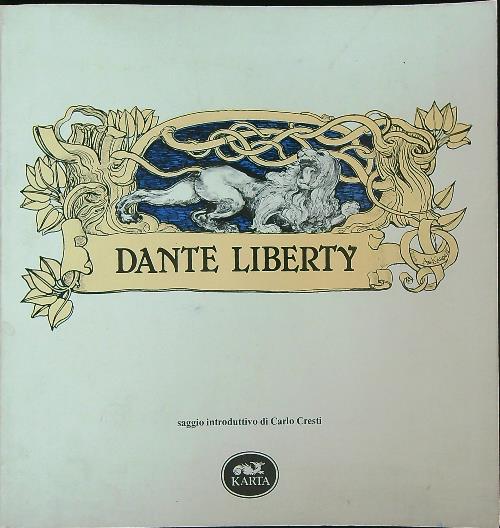 DANTE LIBERTY
saggio introduttivo di Carlo Cresti
KARTA